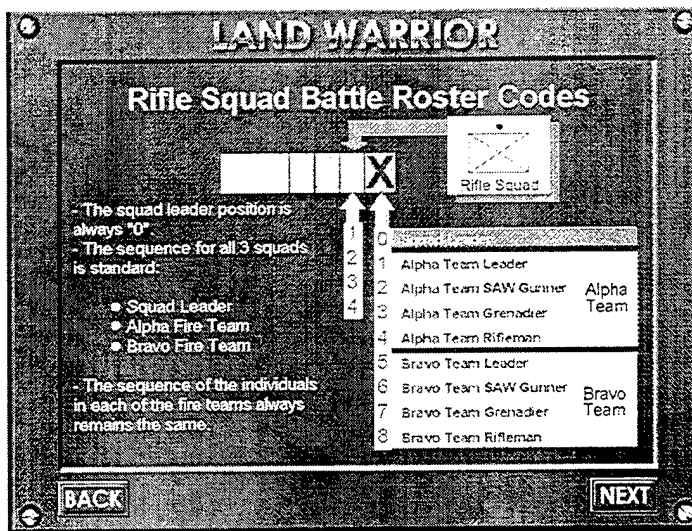 LAND WARRIOR
Rifle Squad Battle Roster Codes
X
Rifle Squad
- The squad leader position is
always "0".
- The sequence for all 3 squads
is standard:
● Squad Leader
● Alpha Fire Team
● Bravo Fire Team
- The sequence of the individuals
in each of the fire teams always
remains the same.
1
2
3
4
0
1 Alpha Team Leader
2 Alpha Team SAW Gunner
3 Alpha Team Grenadier
4 Alpha Team Rifleman
Alpha
Team
5 Bravo Team Leader
6 Bravo Team SAW Gunner
7 Bravo Team Grenadier
8 Bravo Team Rifleman
Bravo
Team
BACK
NEXT